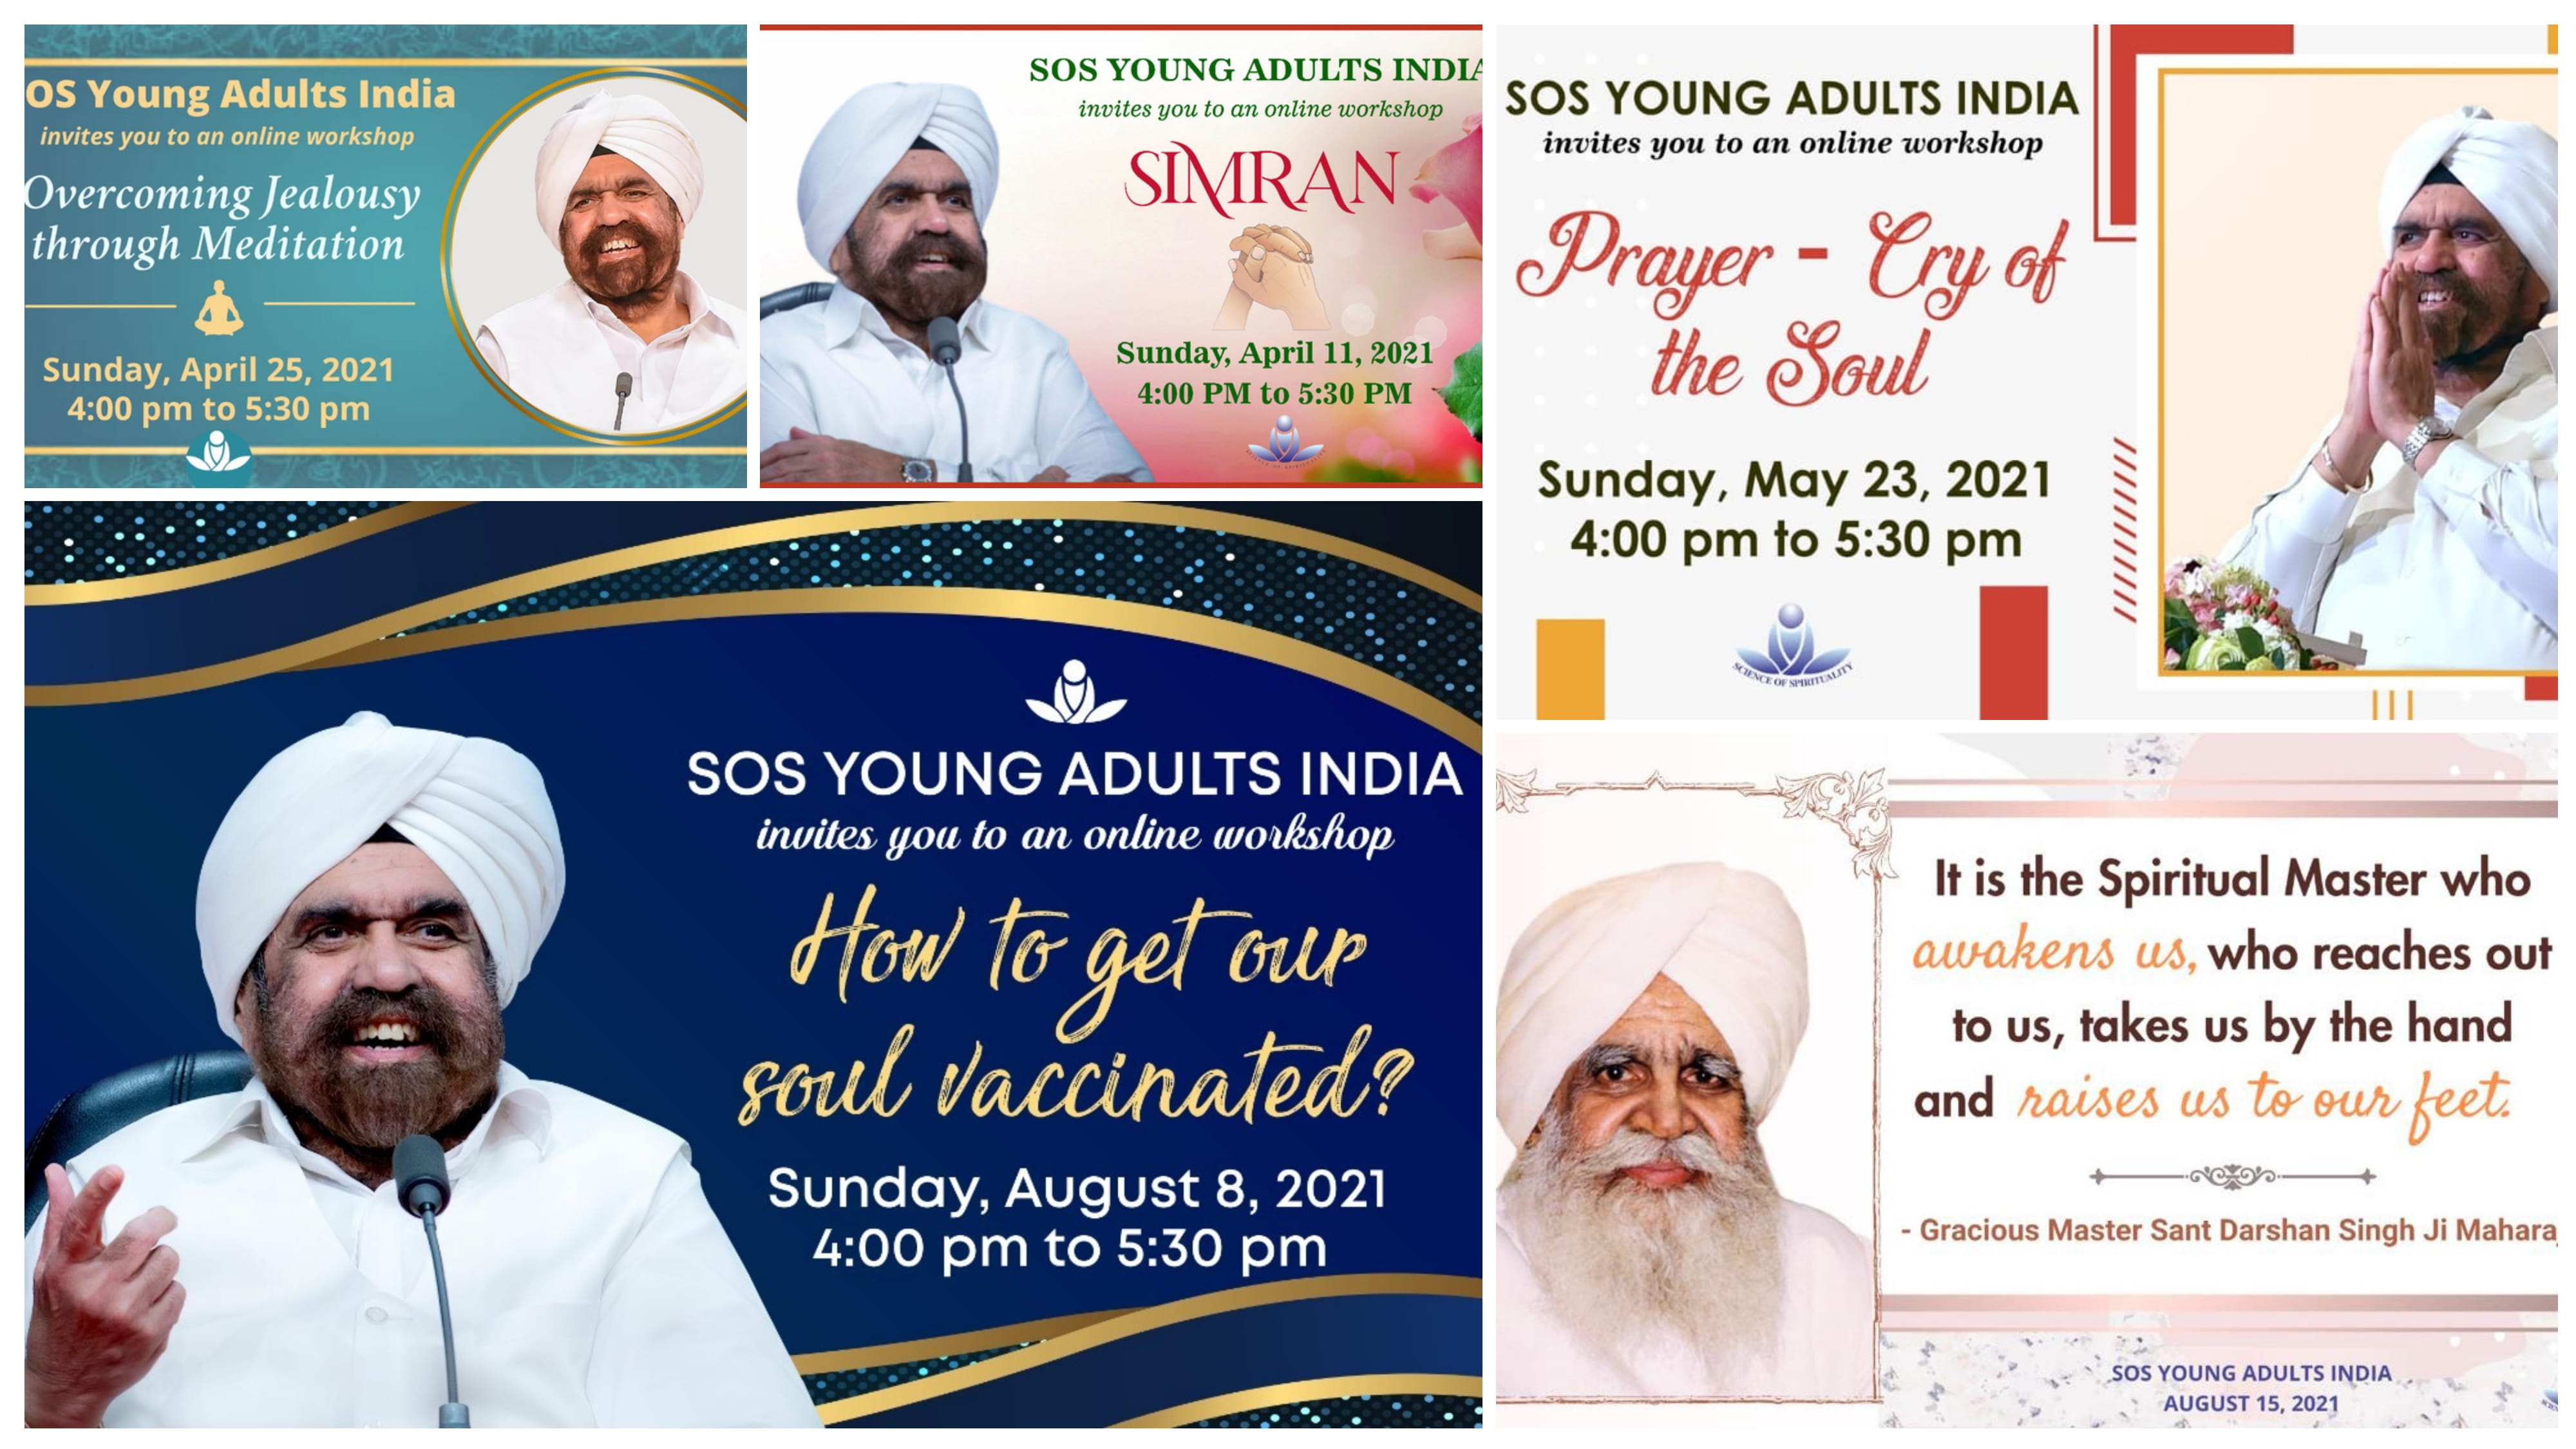 OS Young Adults India
invites you to an online workshop
Overcoming Jealousy
through Meditation
Sunday, April 25, 2021
4:00 pm to 5:30 pm
SOS YOUNG ADULTS INDIA
invites you to an online workshop
SIMRAN
Sunday, April 11, 2021
4:00 PM to 5:30 PM
SCIENCE OF SPIRITUALITY
SOS YOUNG ADULTS INDIA
invites you to an online workshop
Prayer - Cry of
the Soul
Sunday, May 23, 2021
4:00 pm to 5:30 pm
SCIENCE OF SPIRITUALITY
SOS YOUNG ADULTS INDIA
invites you to an online workshop
How to get our
soul vaccinated?
Sunday, August 8, 2021
4:00 pm to 5:30 pm
It is the Spiritual Master who
awakens us, who reaches out
to us, takes us by the hand
and raises us to our feet.
- Gracious Master Sant Darshan Singh Ji Mahara
SOS YOUNG ADULTS INDIA
AUGUST 15, 2021